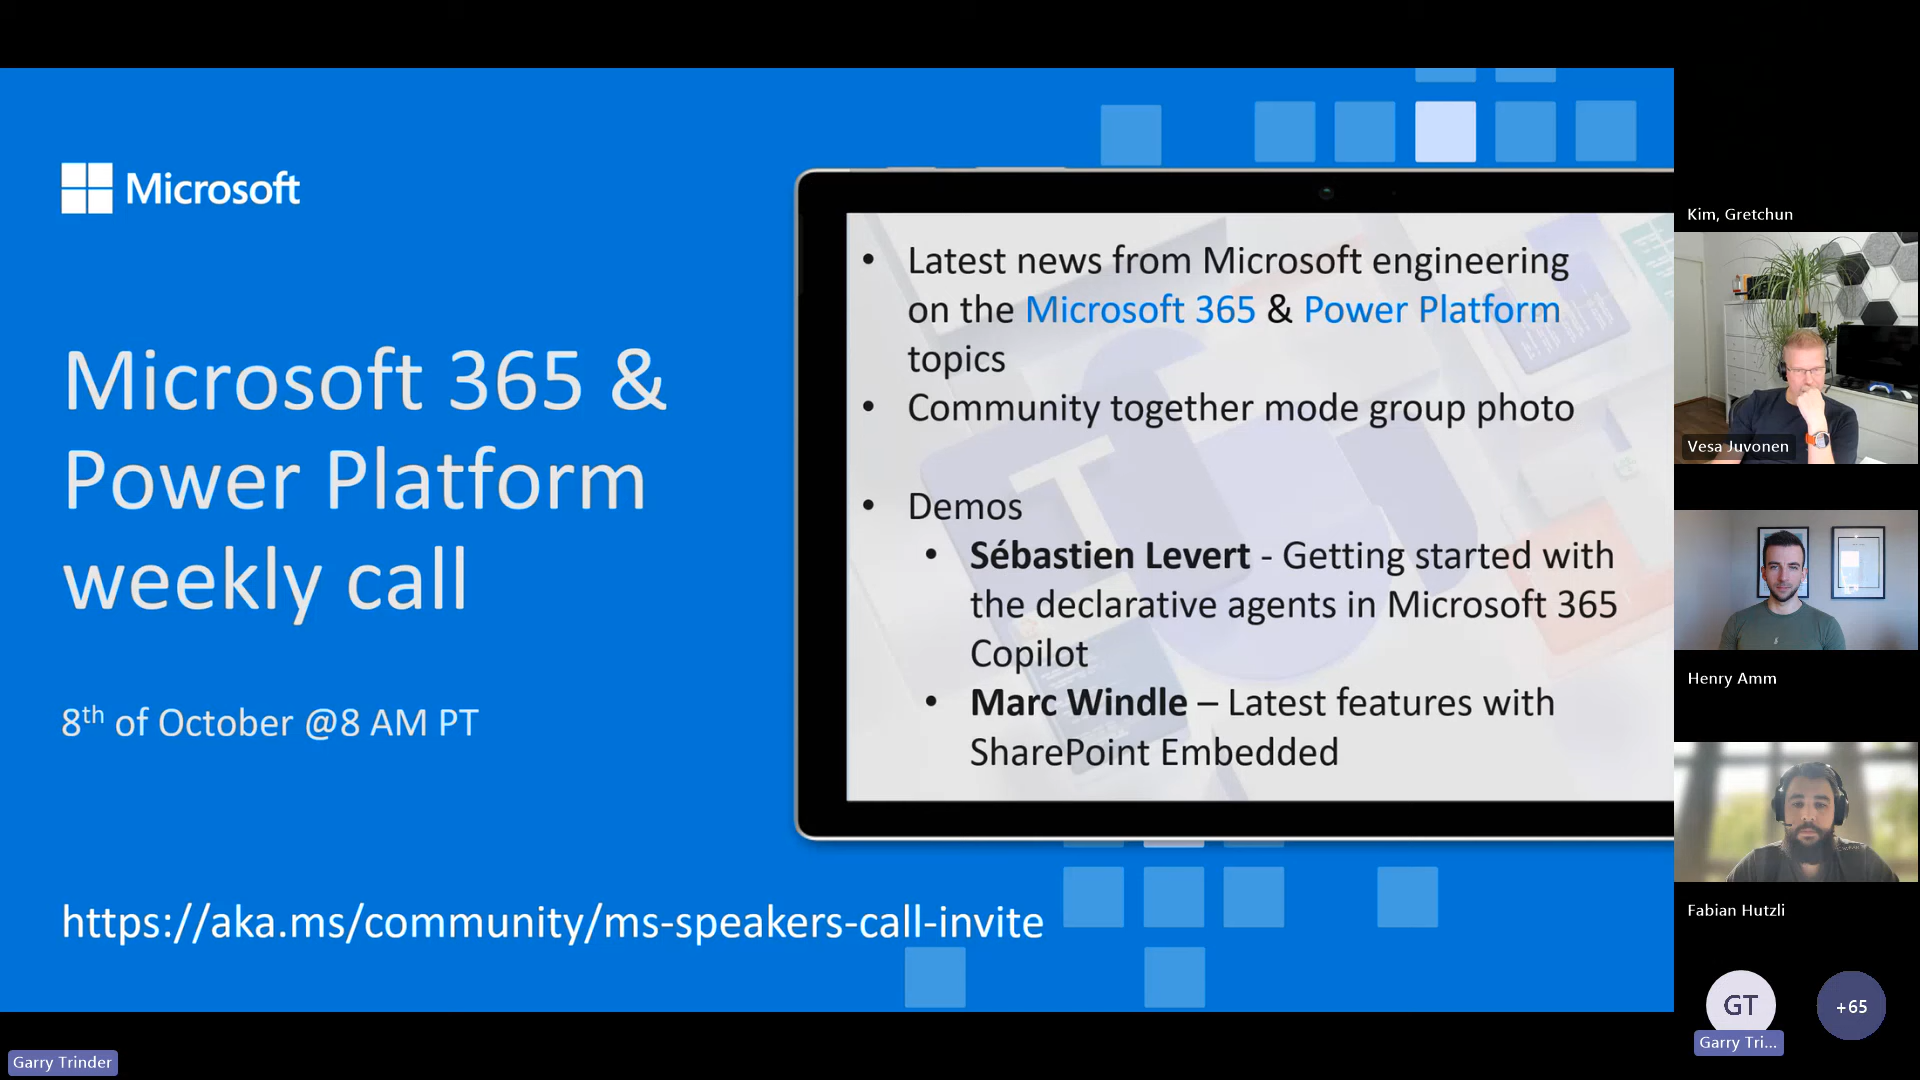 Microsoft
Microsoft 365 &
Power Platform
weekly call
8th of October @8 AM PT
https://aka.ms/community/ms-speakers-call-invite
• Latest news from Microsoft engineering
on the Microsoft 365 & Power Platform
topics
• Community together mode group photo
• Demos
• Sébastien Levert - Getting started with
the declarative agents in Microsoft 365
Copilot
• Marc Windle – Latest features with
SharePoint Embedded
Kim, Gretchun
Vesa Juvonen
Henry Amm
Fabian Hutzli
GT
+65
Garry Tri...
Garry Trinder